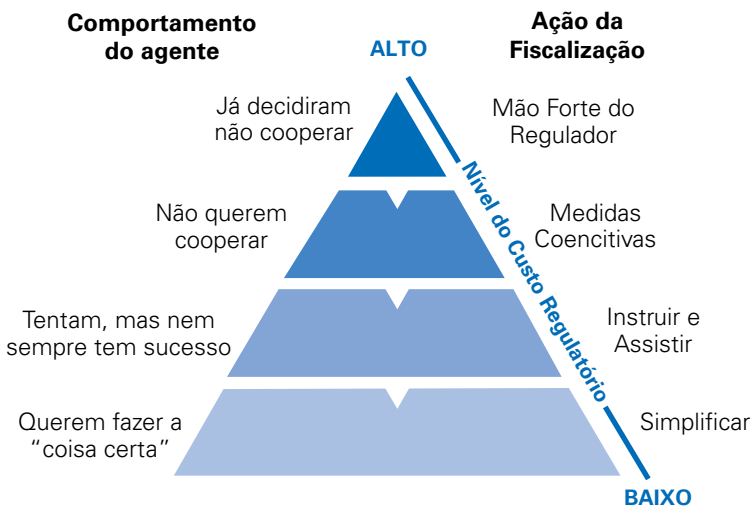 Comportamento
do agente
ALTO
Ação da
Fiscalização
Já decidiram
não cooperar
Mão Forte do
Regulador
Não querem
cooperar
Medidas
Coencitivas
Nível do Custo Regulatório
Tentam, mas nem
sempre tem sucesso
Instruir e
Assistir
Querem fazer a
“coisa certa”
Simplificar
BAIXO